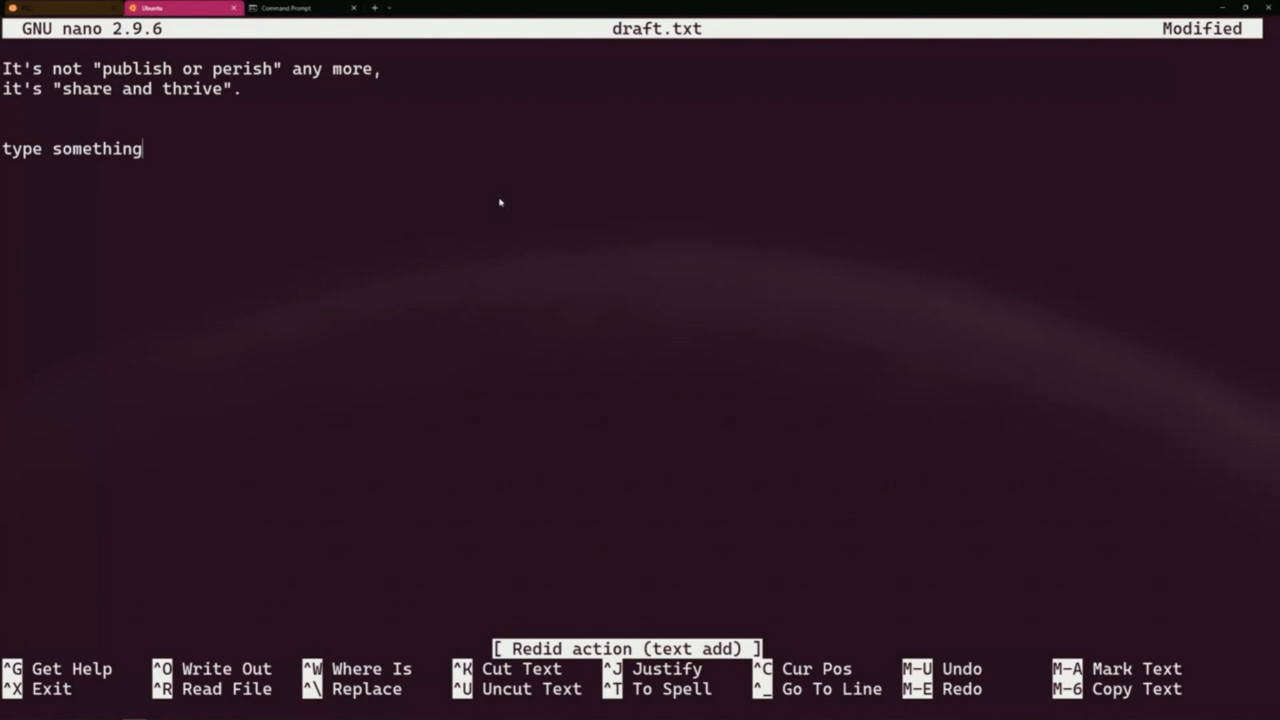 Ubuntu
Command Prompt
GNU nano 2.9.6 draft.txt Modified
It's not "publish or perish" any more,
it's "share and thrive".
type something
[ Redid action (text add) ]
^G Get Help ^O Write Out ^W Where Is ^K Cut Text ^J Justify ^C Cur Pos M-U Undo M-A Mark Text
^X Exit ^R Read File ^\ Replace ^U Uncut Text ^T To Spell ^_ Go To Line M-E Redo M-6 Copy Text